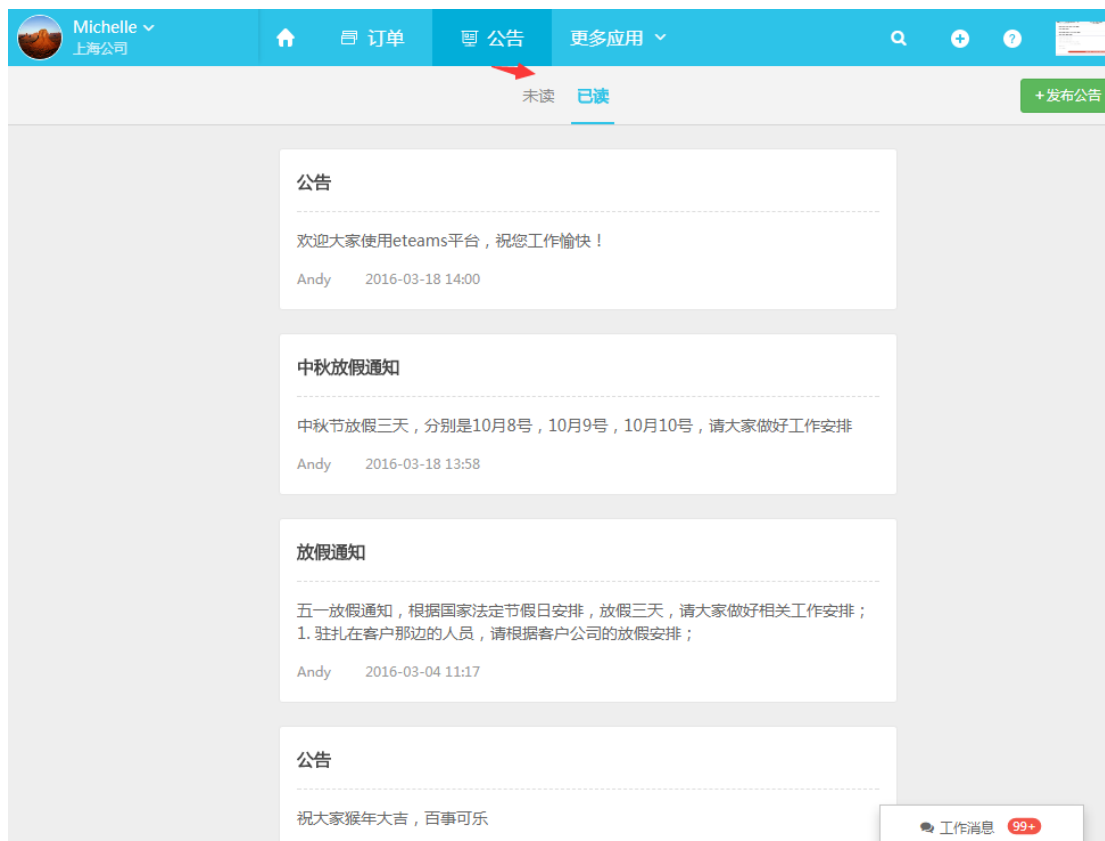 Michelle
上海公司
订单
公告
更多应用
未读 已读
+发布公告
公告
欢迎大家使用eteams平台，祝您工作愉快！
Andy 2016-03-18 14:00
中秋放假通知
中秋节放假三天，分别是10月8号，10月9号，10月10号，请大家做好工作安排
Andy 2016-03-18 13:58
放假通知
五一放假通知，根据国家法定节假日安排，放假三天，请大家做好相关工作安排；
1. 驻扎在客户那边的人员，请根据客户公司的放假安排；
Andy 2016-03-04 11:17
公告
祝大家猴年大吉，百事可乐
工作消息 99+